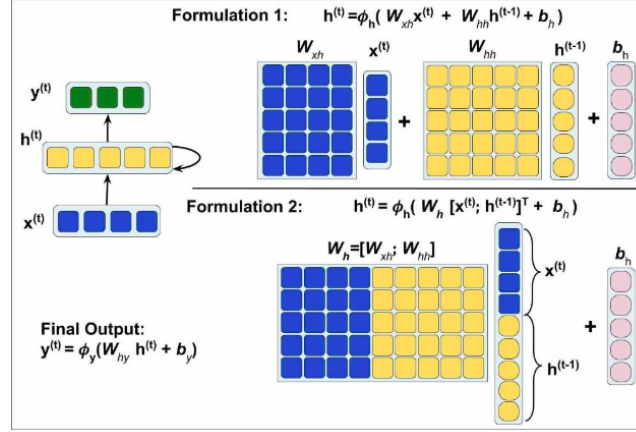 Formulation 1: h(t)=ϕh( Wxhx(t) + Whhh(t-1)+ bh)
Wxh x(t) Whh h(t-1) bh
+ +
y(t)
h(t)
x(t)
Formulation 2: h(t)=ϕh( Wh [x(t); h(t-1)]T + bh)
Wh=[Wxh; Whh]
bh
x(t)
+
h(t-1)
Final Output:
y(t) = ϕy(Why h(t) + by)